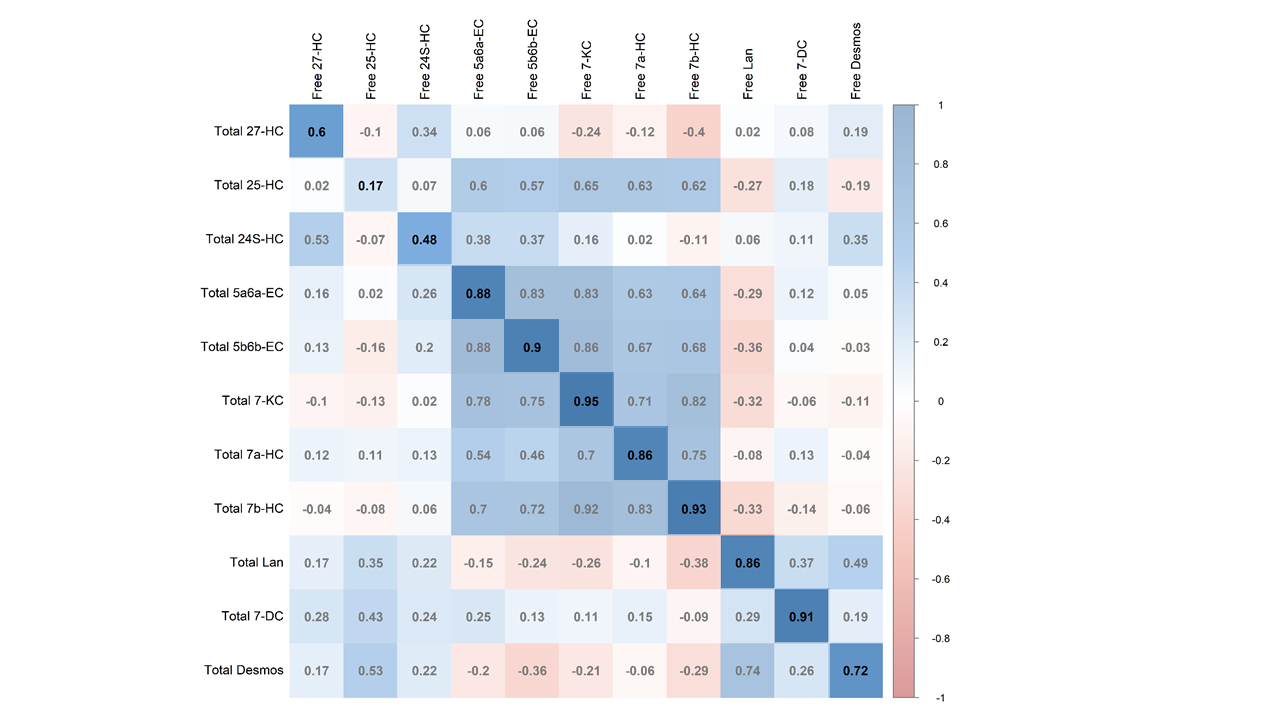 Free 27-HC Free 25-HC Free 24S-HC Free 5a6a-EC Free 5b6b-EC Free 7-KC Free 7a-HC Free 7b-HC Free Lan Free 7-DC Free Desmos
Total 27-HC 0.6 -0.1 0.34 0.06 0.06 -0.24 -0.12 -0.4 0.02 0.08 0.19
Total 25-HC 0.02 0.17 0.07 0.6 0.57 0.65 0.63 0.62 -0.27 0.18 -0.19
Total 24S-HC 0.53 -0.07 0.48 0.38 0.37 0.16 0.02 -0.11 0.06 0.11 0.35
Total 5a6a-EC 0.16 0.02 0.26 0.88 0.83 0.83 0.63 0.64 -0.29 0.12 0.05
Total 5b6b-EC 0.13 -0.16 0.2 0.88 0.9 0.86 0.67 0.68 -0.36 0.04 -0.03
Total 7-KC -0.1 -0.13 0.02 0.78 0.75 0.95 0.71 0.82 -0.32 -0.06 -0.11
Total 7a-HC 0.12 0.11 0.13 0.54 0.46 0.7 0.86 0.75 -0.08 0.13 -0.04
Total 7b-HC -0.04 -0.08 0.06 0.7 0.72 0.92 0.83 0.93 -0.33 -0.14 -0.06
Total Lan 0.17 0.35 0.22 -0.15 -0.24 -0.26 -0.1 -0.38 0.86 0.37 0.49
Total 7-DC 0.28 0.43 0.24 0.25 0.13 0.11 0.15 -0.09 0.29 0.91 0.19
Total Desmos 0.17 0.53 0.22 -0.2 -0.36 -0.21 -0.06 -0.29 0.74 0.26 0.72
1
0.8
0.6
0.4
0.2
0
-0.2
-0.4
-0.6
-0.8
-1